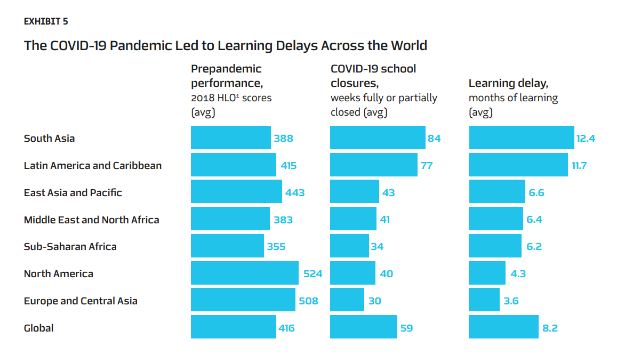 EXHIBIT 5
The COVID-19 Pandemic Led to Learning Delays Across the World
Prepandemic performance, 2018 HLO¹ scores (avg)
COVID-19 school closures, weeks fully or partially closed (avg)
Learning delay, months of learning (avg)
South Asia 388 84 12.4
Latin America and Caribbean 415 77 11.7
East Asia and Pacific 443 43 6.6
Middle East and North Africa 383 41 6.4
Sub-Saharan Africa 355 34 6.2
North America 524 40 4.3
Europe and Central Asia 508 30 3.6
Global 416 59 8.2